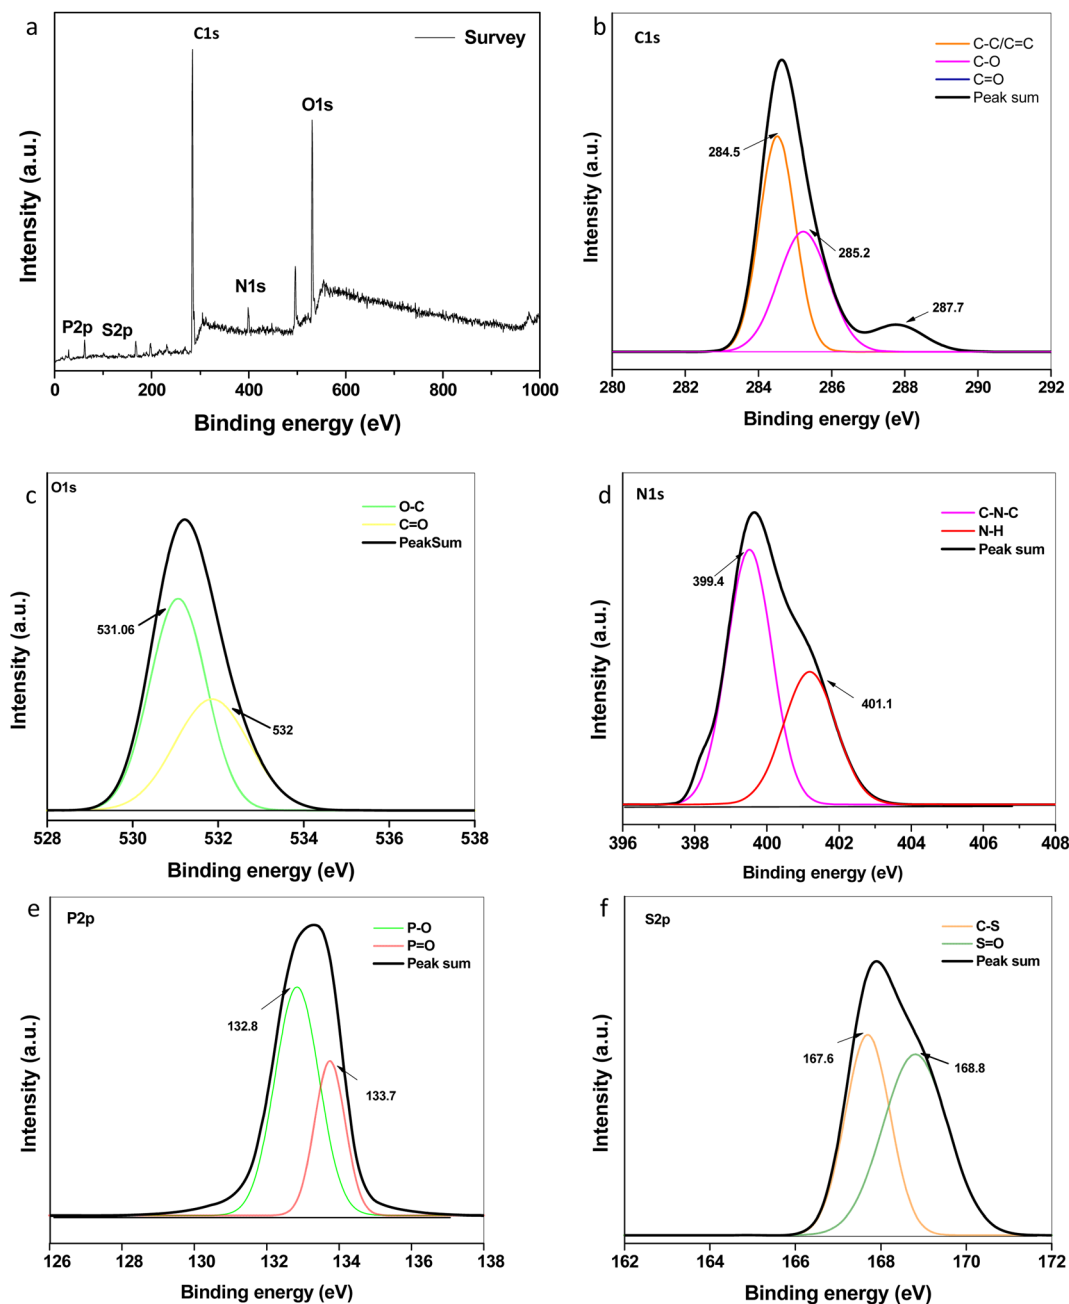 a
C1s
Survey
O1s
N1s
P2p
S2p
Intensity (a.u.)
0 200 400 600 800 1000
Binding energy (eV)
b
C1s
C-C/C=C
C-O
C=O
Peak sum
284.5
285.2
287.7
Intensity (a.u.)
280 282 284 286 288 290 292
Binding energy (eV)
c
O1s
O-C
C=O
PeakSum
531.06
532
Intensity (a.u.)
528 530 532 534 536 538
Binding energy (eV)
d
N1s
C-N-C
N-H
Peak sum
399.4
401.1
Intensity (a.u.)
396 398 400 402 404 406 408
Binding energy (eV)
e
P2p
P-O
P=O
Peak sum
132.8
133.7
Intensity (a.u.)
126 128 130 132 134 136 138
Binding energy (eV)
f
S2p
C-S
S=O
Peak sum
167.6
168.8
Intensity (a.u.)
162 164 166 168 170 172
Binding energy (eV)